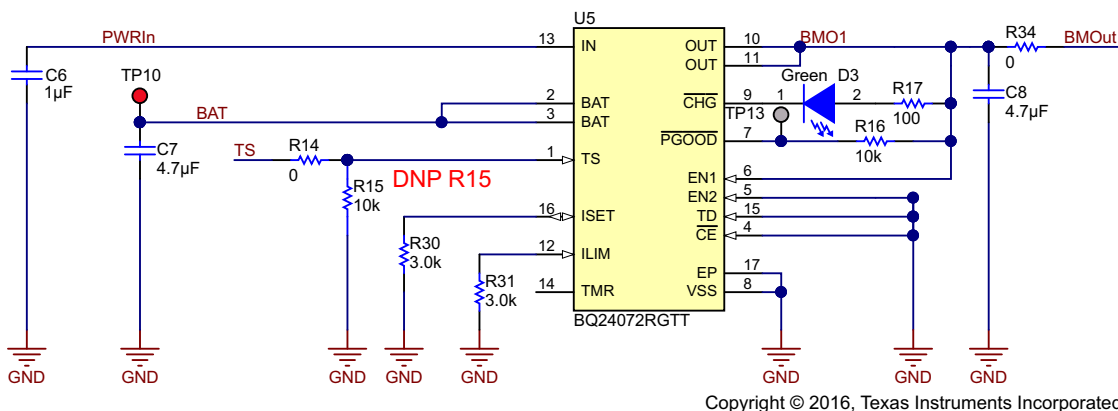 U5
PWRIn
13
IN
OUT
10
BMO1
R34
BMOut
OUT
11
0
C6
1µF
TP10
Green
D3
C8
4.7µF
2
BAT
CHG
9
1
2
R17
100
BAT
3
BAT
TP13
C7
4.7µF
PGOOD
7
R16
10k
TS
R14
0
1
TS
DNP R15
R15
10k
EN1
6
EN2
5
16
ISET
TD
15
R30
3.0k
CE
4
12
ILIM
R31
3.0k
EP
17
14
TMR
VSS
8
BQ24072RGTT
GND
GND
GND
GND
GND
GND
GND
GND
Copyright © 2016, Texas Instruments Incorporated